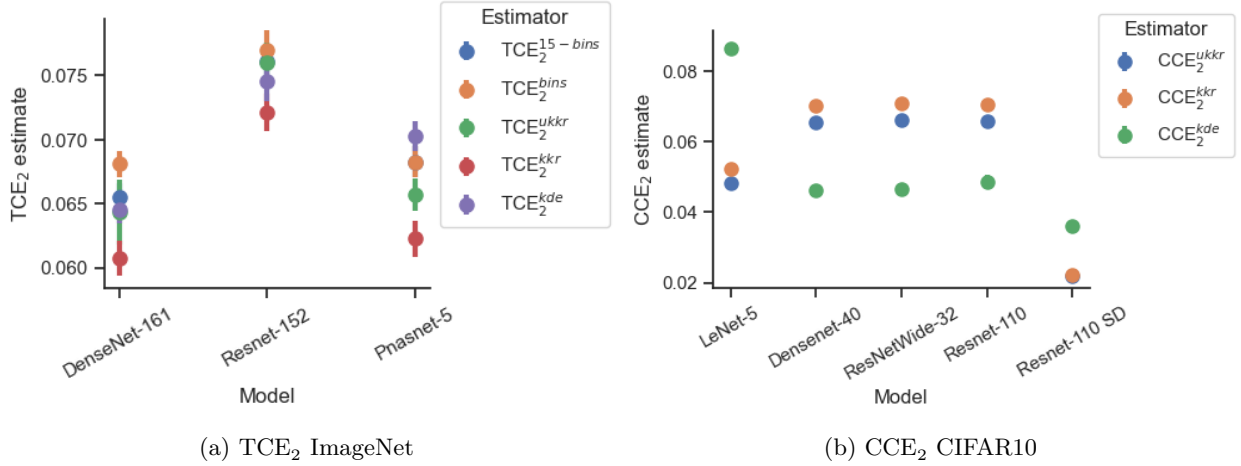 Estimator
TCE₂^{15−bins}
TCE₂^{bins}
TCE₂^{ukkr}
TCE₂^{kkr}
TCE₂^{kde}
TCE₂ estimate
0.075
0.070
0.065
0.060
DenseNet-161
Resnet-152
Pnasnet-5
Model
(a) TCE₂ ImageNet
Estimator
CCE₂^{ukkr}
CCE₂^{kkr}
CCE₂^{kde}
CCE₂ estimate
0.08
0.06
0.04
0.02
LeNet-5
Densenet-40
ResNetWide-32
Resnet-110
Resnet-110 SD
Model
(b) CCE₂ CIFAR10